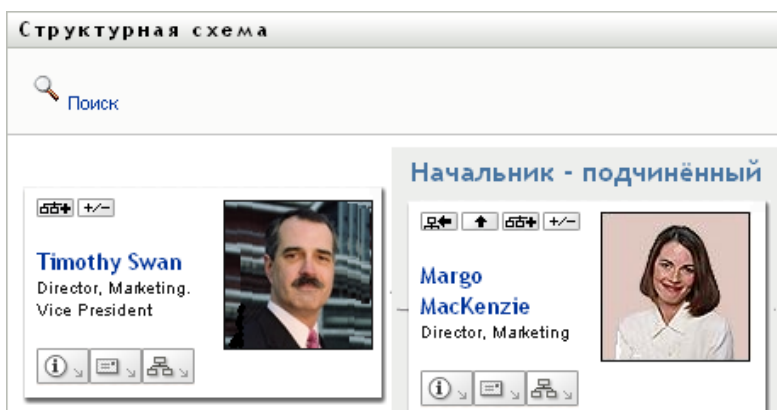 Структурная схема
Поиск
Начальник - подчинённый
Timothy Swan
Director, Marketing.
Vice President
Margo
MacKenzie
Director, Marketing